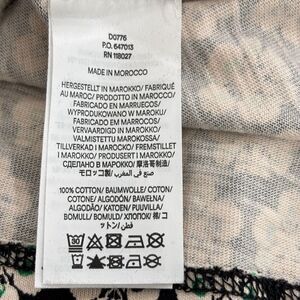 D0776
P.O. 647013
RN 118027
MADE IN MOROCCO
HERGESTELLT IN MAROKKO/ FABRIQUÉ
AU MAROC/ PRODOTTO IN MAROCCO/
FABRICADO EN MARRUECOS/
WYPRODUKOWANO W MAROKU/
FABRICADO EM MARROCOS/
VERVAARDIGD IN MAROKKO/
VALMISTETTU MAROKOSSA/
TILLVERKAD I MAROCKO/ FREMSTILLET
I MAROKKO/ PRODUSERT I MAROKKO/
СДЕЛАНО В МАРОККО/ 摩洛哥制造/
モロッコ製/ صنع في المغرب
100% COTTON/ BAUMWOLLE/ COTON/
COTONE/ ALGODÓN/ BAWEŁNA/
ALGODÃO/ KATOEN/ PUUVILLA/
BOMULL/ BOMULD/ ХЛОПОК/ 棉/ コ
ットン/ قطن
30